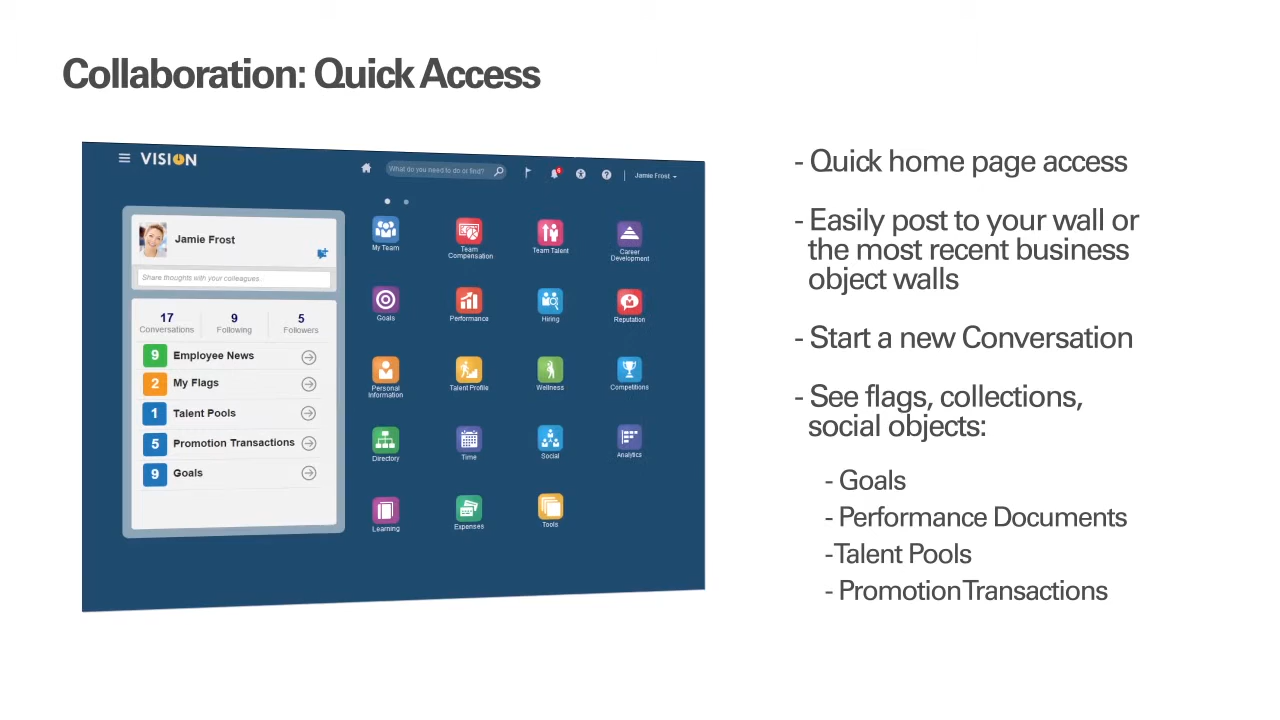 Collaboration: Quick Access
VISION
What do you need to do or find?
6
Jamie Frost
Jamie Frost
Share thoughts with your colleagues.
17 9 5
Conversations Following Followers
9 Employee News
2 My Flags
1 Talent Pools
5 Promotion Transactions
9 Goals
My Team
Team
Compensation
Team Talent
Career
Development
Goals
Performance
Hiring
Reputation
Personal
Information
Talent Profile
Wellness
Competitions
Directory
Time
Social
Analytics
Learning
Expenses
Tools
- Quick home page access
- Easily post to your wall or
the most recent business
object walls
- Start a new Conversation
- See flags, collections,
social objects:
- Goals
- Performance Documents
-Talent Pools
- Promotion Transactions